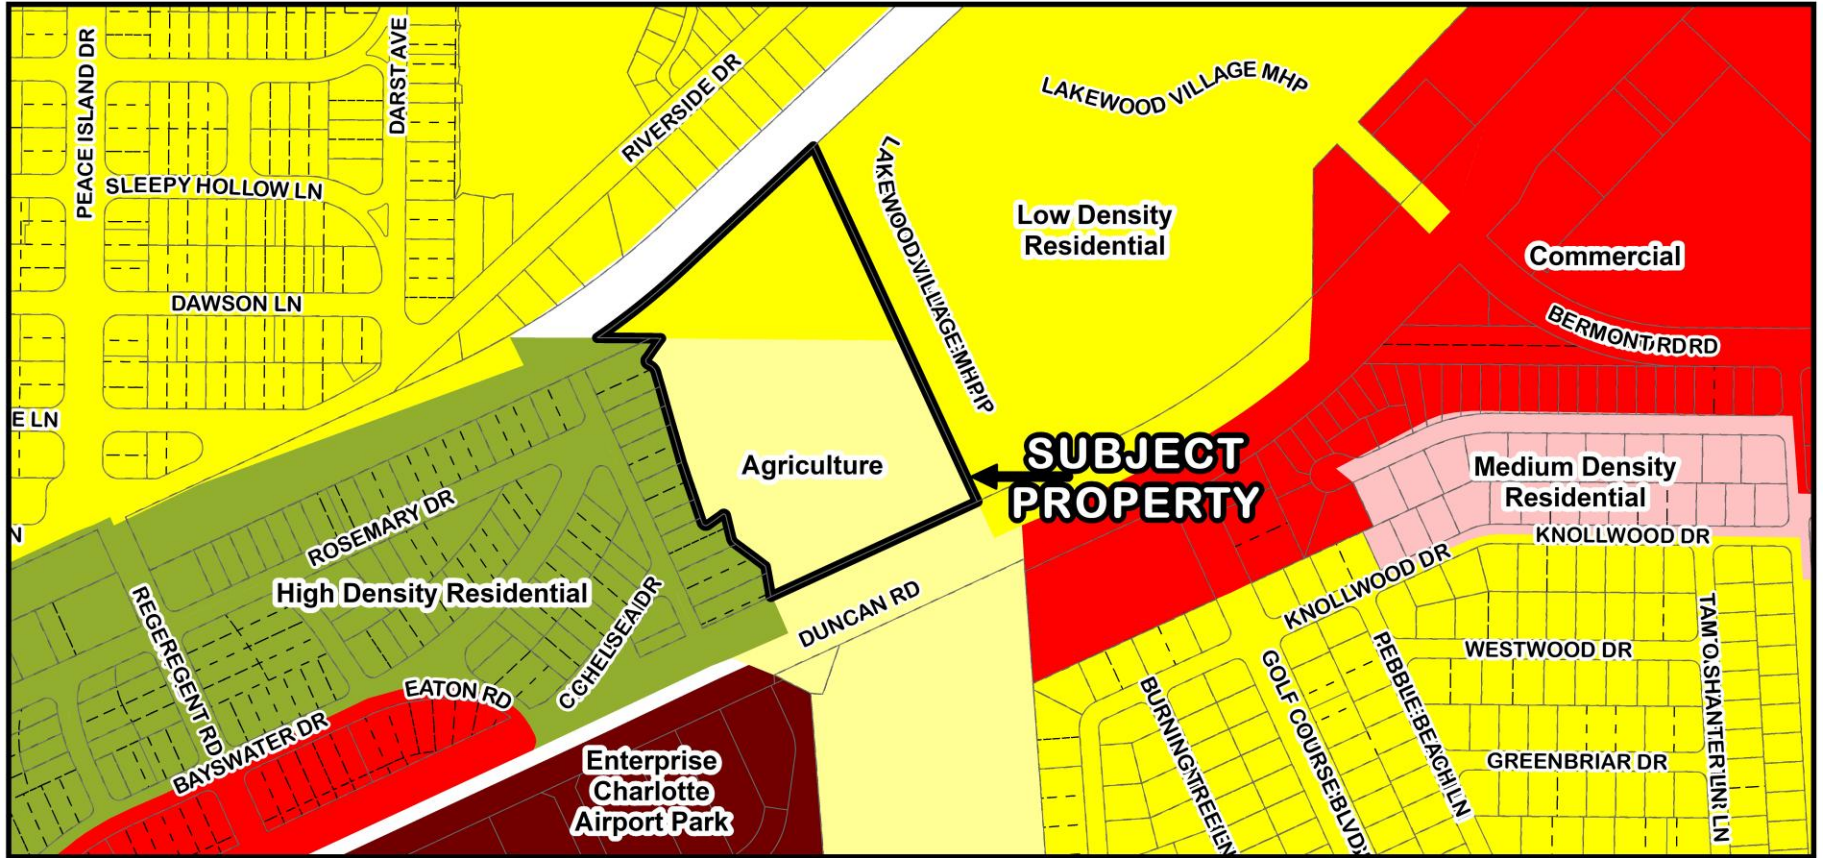 PEACE ISLAND DR
DARST AVE
RIVERSIDE DR
LAKEWOOD VILLAGE MHP
SLEEPY HOLLOW LN
LAKEWOOD VILLAGE MHP
Low Density
Residential
Commercial
DAWSON LN
BERMONT RD
E LN
Agriculture
SUBJECT
PROPERTY
Medium Density
Residential
N
ROSEMARY DR
KNOLLWOOD DR
KNOLLWOOD DR
High Density Residential
REGENT RD
CHELSEA DR
DUNCAN RD
TAM O SHANTER LN
WESTWOOD DR
PEBBLE BEACH LN
GOLF COURSE BLVD
BURNING TREE LN
EATON RD
BAYSWATER DR
GREENBRIAR DR
Enterprise
Charlotte
Airport Park